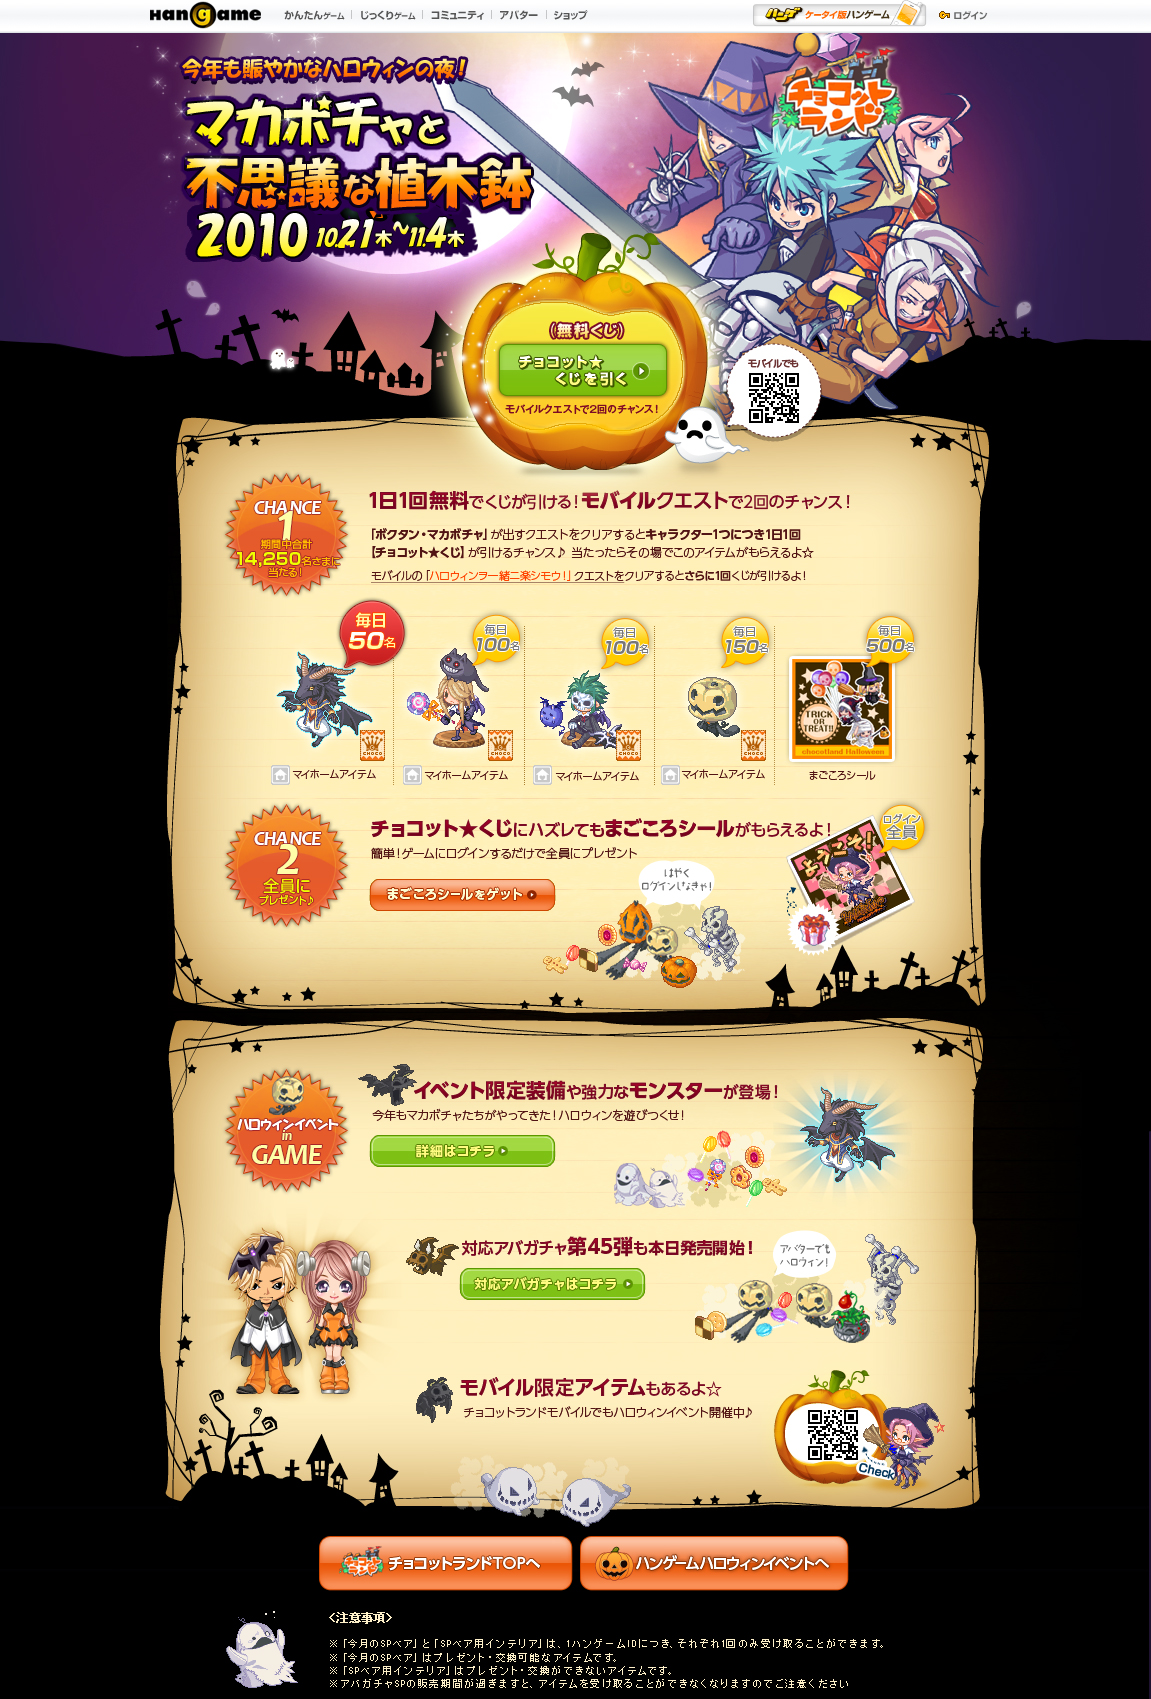 Hangame
かんたんゲーム
じっくりゲーム
コミュニティ
アバター
ショップ
ハンゲ ケータイ版ハンゲーム
ログイン
今年も賑やかなハロウィンの夜!
マカボチャと
不思議な植木鉢
2010 10.21木~11.4木
チョコットランド
(無料くじ)
チョコット★
くじを引く
モバイルクエストで2回のチャンス!
モバイルでも
CHANCE
1
期間中合計
14,250名さまに
当たる!
1日1回無料でくじが引ける!モバイルクエストで2回のチャンス!
「ボクタン・マカボチャ」が出すクエストをクリアするとキャラクター1つにつき1日1回
「チョコット★くじ」が引けるチャンス♪ 当たったらその場でこのアイテムがもらえるよ☆
モバイルの「ハロウィンヲ一緒ニ楽シモウ!」クエストをクリアするとさらに1回くじが引けるよ!
毎日
50名
毎日
100名
毎日
100名
毎日
150名
毎日
500名
CHOCO
CHOCO
CHOCO
CHOCO
TRICK
OR
TREAT!!
chocotland Halloween
マイホームアイテム
マイホームアイテム
マイホームアイテム
マイホームアイテム
まごころシール
CHANCE
2
全員に
プレゼント♪
チョコット★くじにハズレてもまごころシールがもらえるよ!
簡単!ゲームにログインするだけで全員にプレゼント
まごころシールをゲット
はやく
ログインしなきゃ!
ログイン
全員
ようこそ!
ハロウィンイベント
in
GAME
イベント限定装備や強力なモンスターが登場!
今年もマカボチャたちがやってきた!ハロウィンを遊びつくせ!
詳細はコチラ
対応アバガチャ第45弾も本日発売開始!
対応アバガチャはコチラ
アバターでも
ハロウィン!
モバイル限定アイテムもあるよ☆
チョコットランドモバイルでもハロウィンイベント開催中♪
Check
チョコットランドTOPへ
ハンゲームハロウィンイベントへ
<注意事項>
※「今月のSPベア」と「SPベア用インテリア」は、1ハンゲームIDにつき、それぞれ1回のみ受け取ることができます。
※「今月のSPベア」はプレゼント・交換可能なアイテムです。
※「SPベア用インテリア」はプレゼント・交換ができないアイテムです。
※アバガチャSPの販売期間が過ぎますと、アイテムを受け取ることができなくなりますのでご注意ください